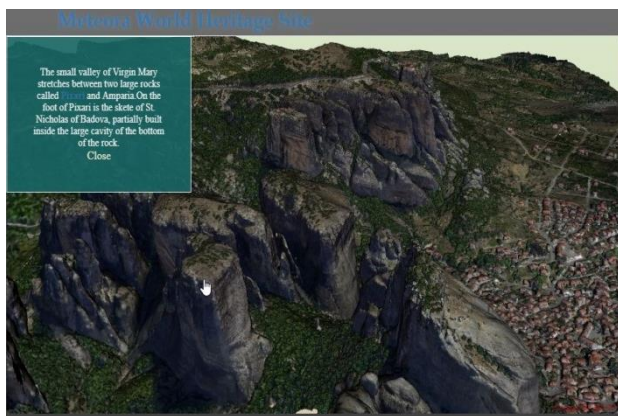 Meteora World Heritage Site
The small valley of Virgin Mary
stretches between two large rocks
called Pixari and Amparia.On the
foot of Pixari is the skete of St.
Nicholas of Badova, partially built
inside the large cavity of the bottom
of the rock.
Close